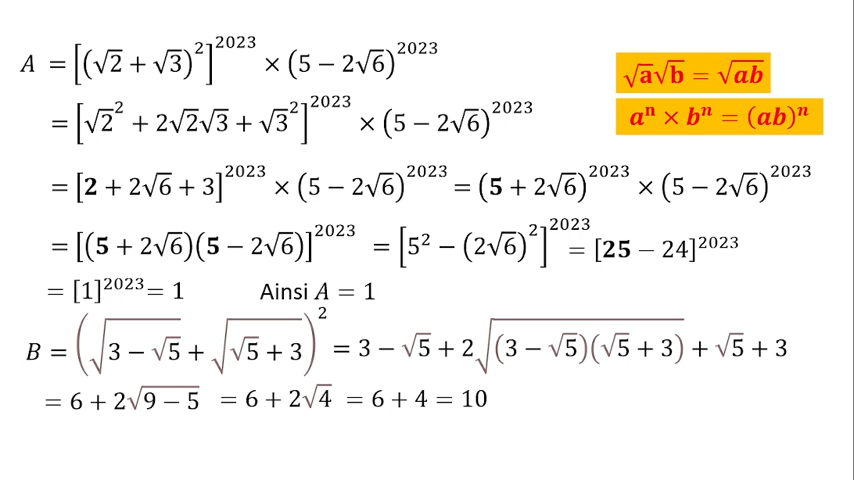 A = [(√2 + √3)²]²⁰²³ × (5 − 2√6)²⁰²³
√a√b = √ab
= [√2² + 2√2√3 + √3²]²⁰²³ × (5 − 2√6)²⁰²³
aⁿ × bⁿ = (ab)ⁿ
= [2 + 2√6 + 3]²⁰²³ × (5 − 2√6)²⁰²³ = (5 + 2√6)²⁰²³ × (5 − 2√6)²⁰²³
= [(5 + 2√6)(5 − 2√6)]²⁰²³ = [5² − (2√6)²]²⁰²³ = [25 − 24]²⁰²³
= [1]²⁰²³ = 1 Ainsi A = 1
B = (√(3 − √5) + √(√5 + 3))² = 3 − √5 + 2√((3 − √5)(√5 + 3)) + √5 + 3
= 6 + 2√(9 − 5) = 6 + 2√4 = 6 + 4 = 10